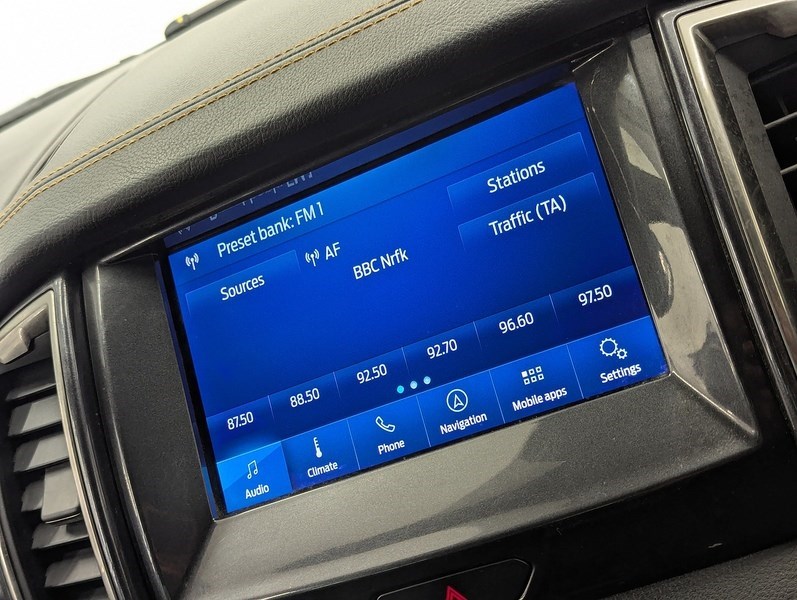 Preset bank: FM 1
Stations
AF
Traffic (TA)
Sources
BBC Nrfk
87.50 88.50 92.50 92.70 96.60 97.50
Audio Climate Phone Navigation Mobile apps Settings